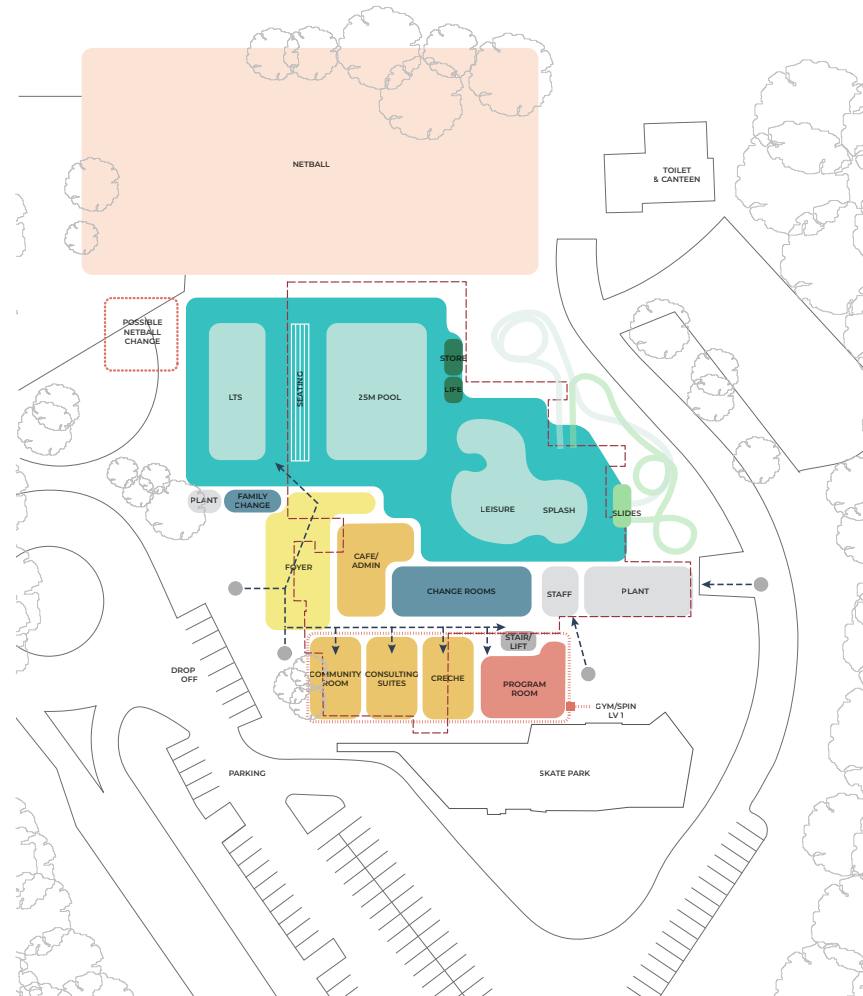 NETBALL
TOILET
& CANTEEN
POSSIBLE
NETBALL
CHANGE
STORE
LIFE
LTS
SEATING
25M POOL
PLANT
FAMILY
CHANGE
LEISURE
SPLASH
SLIDES
FOYER
CAFE/
ADMIN
CHANGE ROOMS
STAFF
PLANT
STAIR/
LIFT
DROP
OFF
COMMUNITY
ROOM
CONSULTING
SUITES
CRECHE
PROGRAM
ROOM
GYM/SPIN
LV 1
PARKING
SKATE PARK